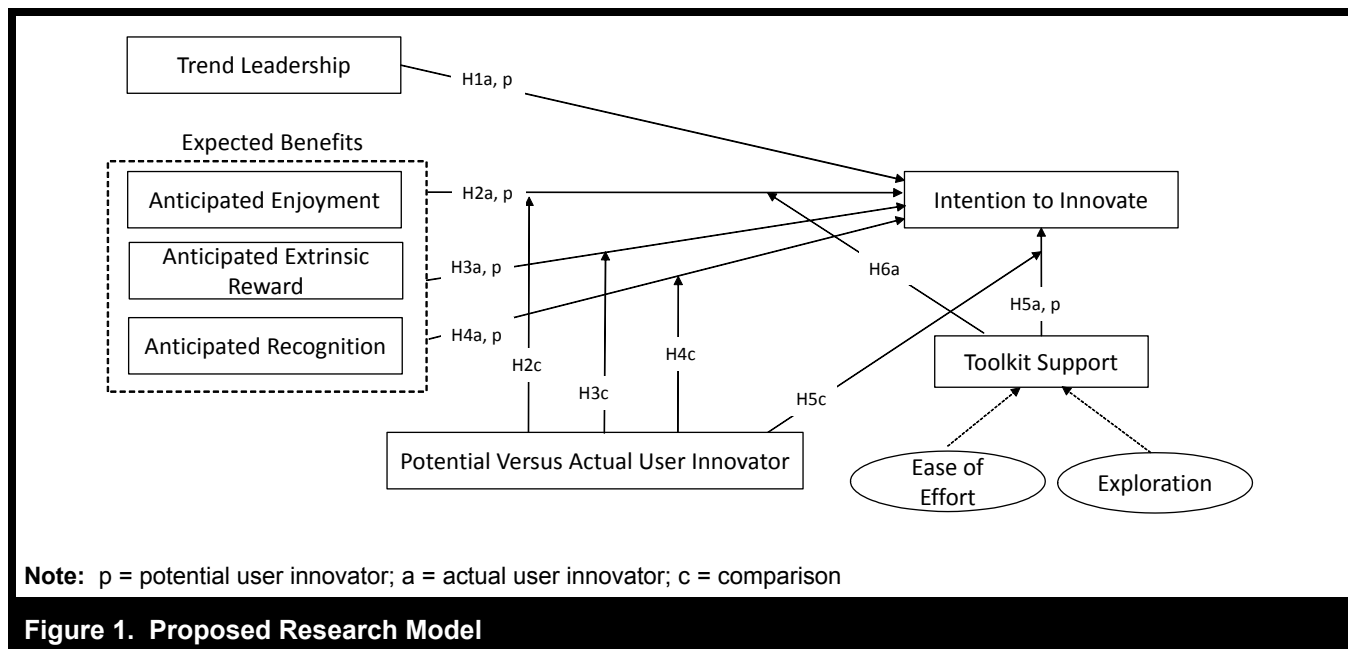 Trend Leadership
H1a, p
Expected Benefits
Anticipated Enjoyment
H2a, p
Intention to Innovate
Anticipated Extrinsic
Reward
H3a, p
H6a
Anticipated Recognition
H4a, p
H5a, p
H2c
H3c
H4c
H5c
Toolkit Support
Potential Versus Actual User Innovator
Ease of
Effort
Exploration
Note: p = potential user innovator; a = actual user innovator; c = comparison
Figure 1. Proposed Research Model